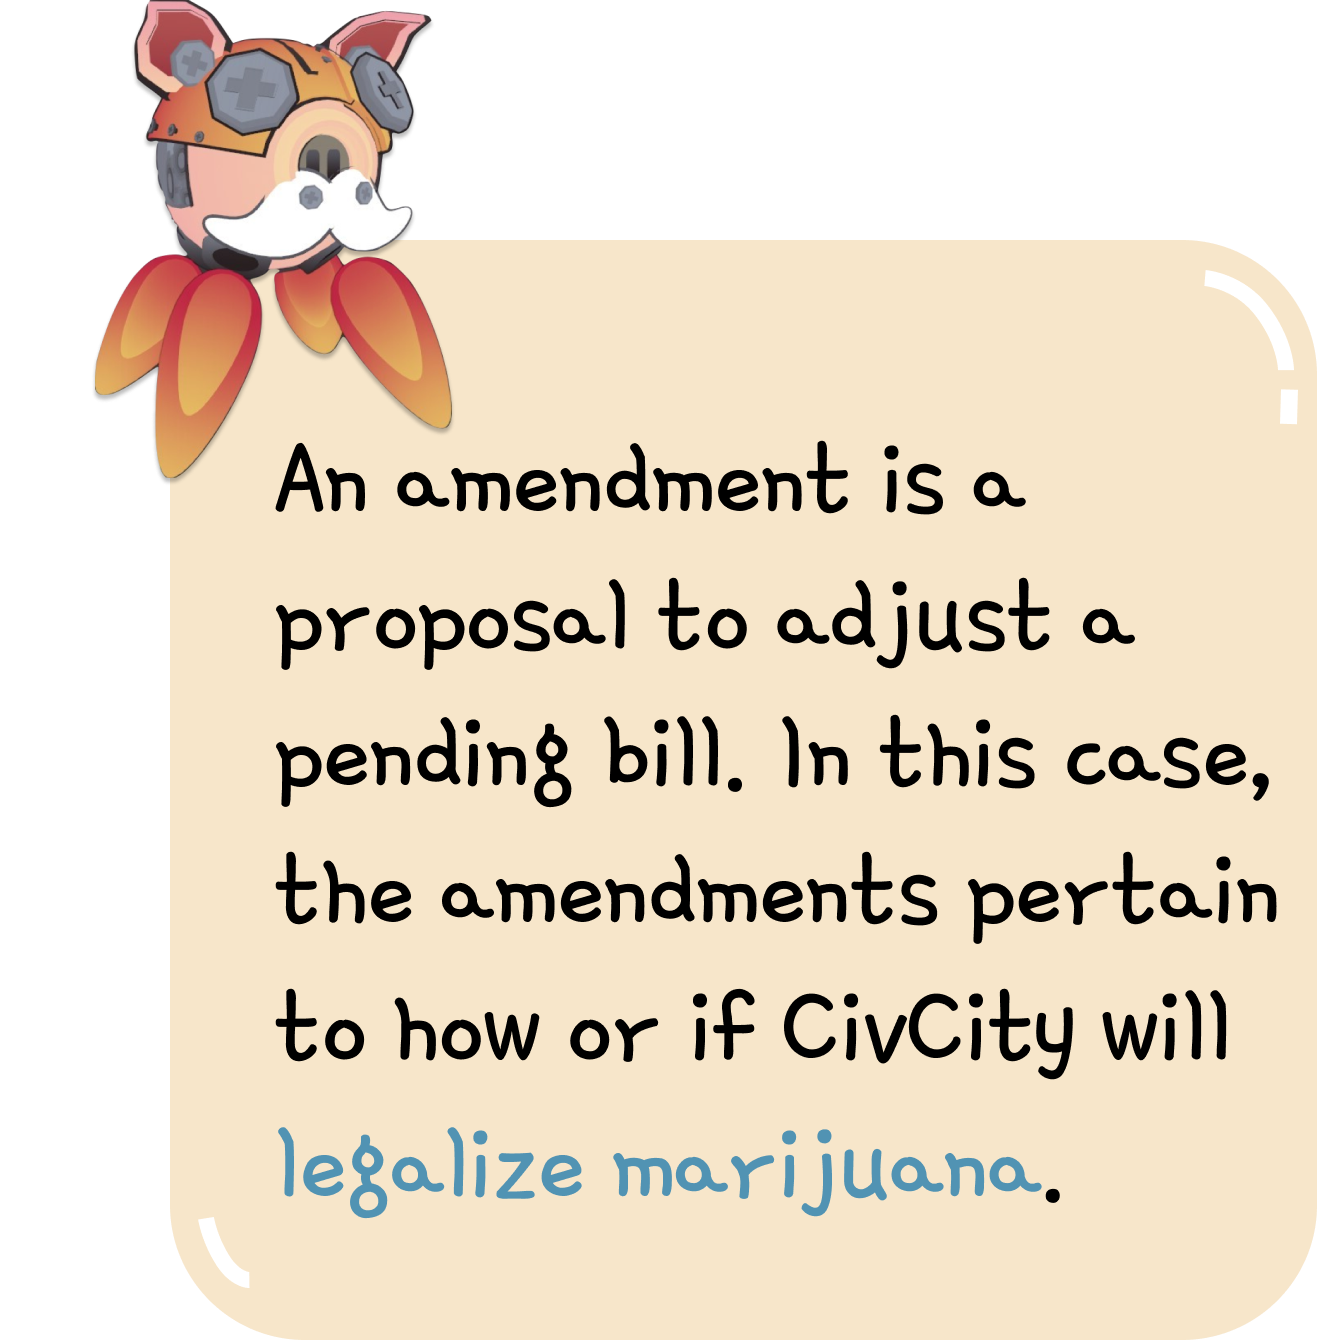 An amendment is a
proposal to adjust a
pending bill. In this case,
the amendments pertain
to how or if CivCity will
legalize marijuana.